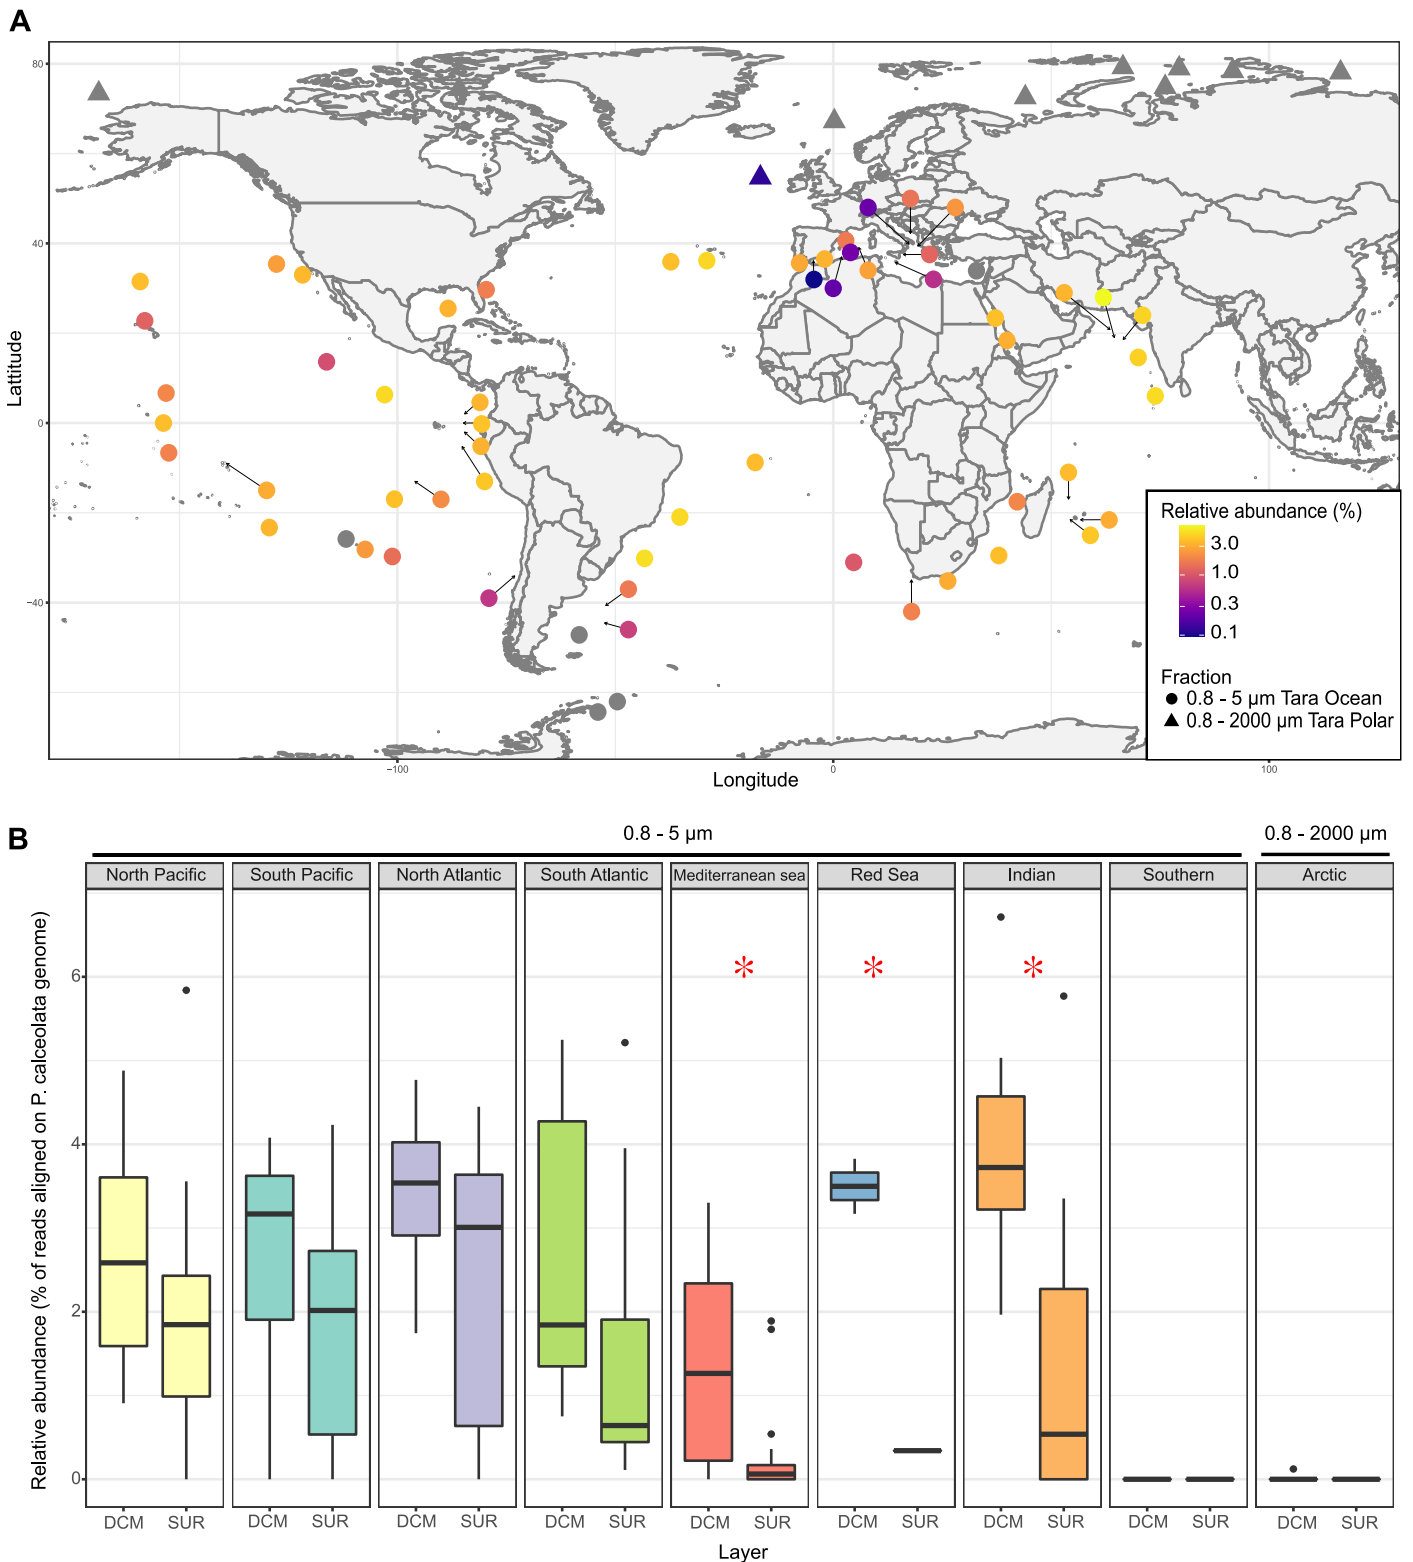 A
80
40
0
−40
Lattitude
−100
0
100
Longitude
Relative abundance (%)
3.0
1.0
0.3
0.1
Fraction
0.8 - 5 µm Tara Ocean
0.8 - 2000 µm Tara Polar
B
0.8 - 5 µm
0.8 - 2000 µm
North Pacific
South Pacific
North Atlantic
South Atlantic
Mediterranean sea
Red Sea
Indian
Southern
Arctic
Relative abundance (% of reads aligned on P. calceolata genome)
6
4
2
0
* * *
DCM SUR DCM SUR DCM SUR DCM SUR DCM SUR DCM SUR DCM SUR DCM SUR DCM SUR
Layer